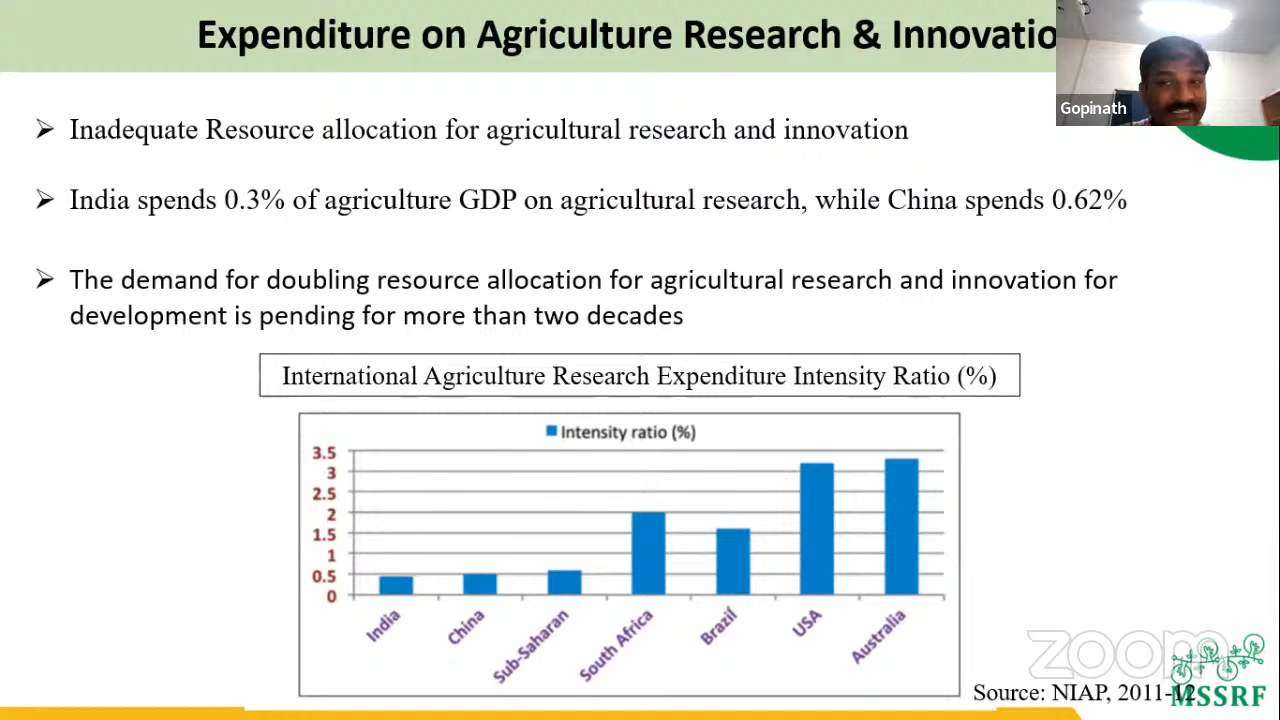 Expenditure on Agriculture Research & Innovatio
Gopinath
Inadequate Resource allocation for agricultural research and innovation
India spends 0.3% of agriculture GDP on agricultural research, while China spends 0.62%
The demand for doubling resource allocation for agricultural research and innovation for
development is pending for more than two decades
International Agriculture Research Expenditure Intensity Ratio (%)
Intensity ratio (%)
3.5
3
2.5
2
1.5
1
0.5
0
India
China
Sub-Saharan
South Africa
Brazil
USA
Australia
zoom
Source: NIAP, 2011-12
MSSRF